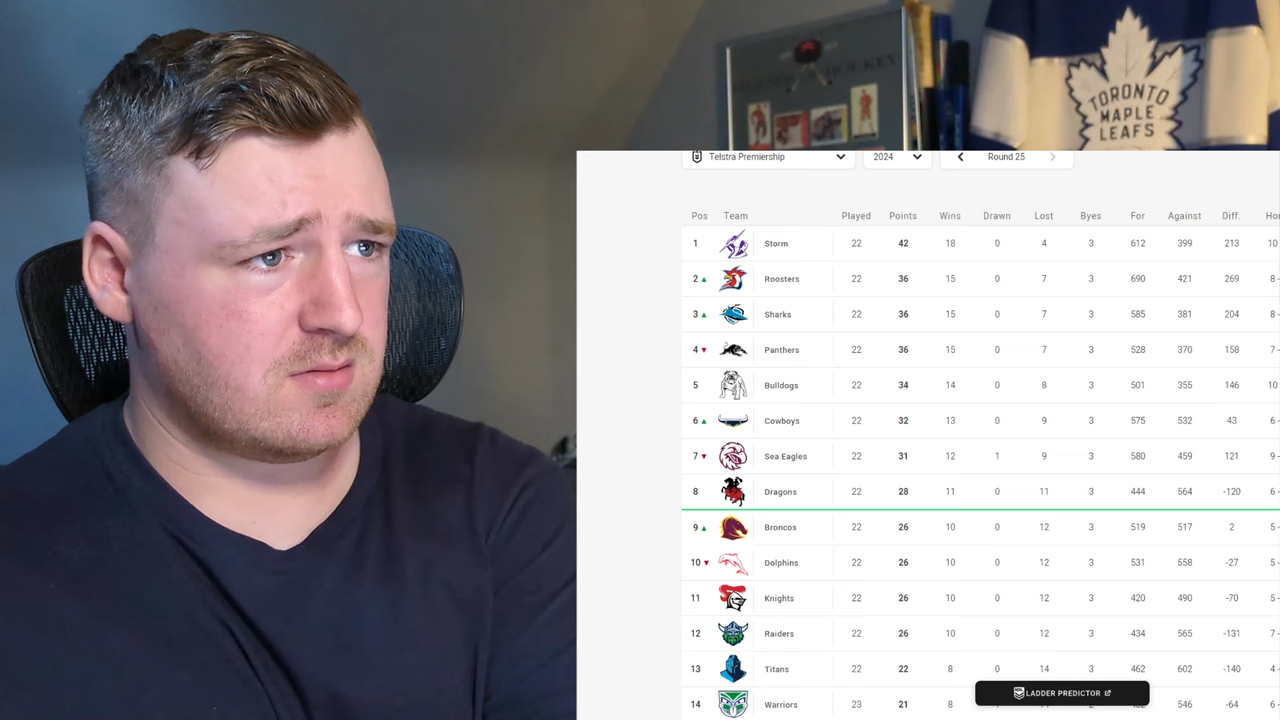 HOCKEY
TORONTO
MAPLE
LEAFS
Telstra Premiership 2024 Round 25
Pos Team Played Points Wins Drawn Lost Byes For Against Diff.
1 Storm 22 42 18 0 4 3 612 399 213 10
2 Roosters 22 36 15 0 7 3 690 421 269 8 -
3 Sharks 22 36 15 0 7 3 585 381 204 8 -
4 Panthers 22 36 15 0 7 3 528 370 158 7 -
5 Bulldogs 22 34 14 0 8 3 501 355 146 10
6 Cowboys 22 32 13 0 9 3 575 532 43 6 -
7 Sea Eagles 22 31 12 1 9 3 580 459 121 9 -
8 Dragons 22 28 11 0 11 3 444 564 -120 6 -
9 Broncos 22 26 10 0 12 3 519 517 2 5 -
10 Dolphins 22 26 10 0 12 3 531 558 -27 5 -
11 Knights 22 26 10 0 12 3 420 490 -70 5 -
12 Raiders 22 26 10 0 12 3 434 565 -131 7 -
13 Titans 22 22 8 0 14 3 462 602 -140 4 -
14 Warriors 23 21 8 546 -64 6 -
LADDER PREDICTOR